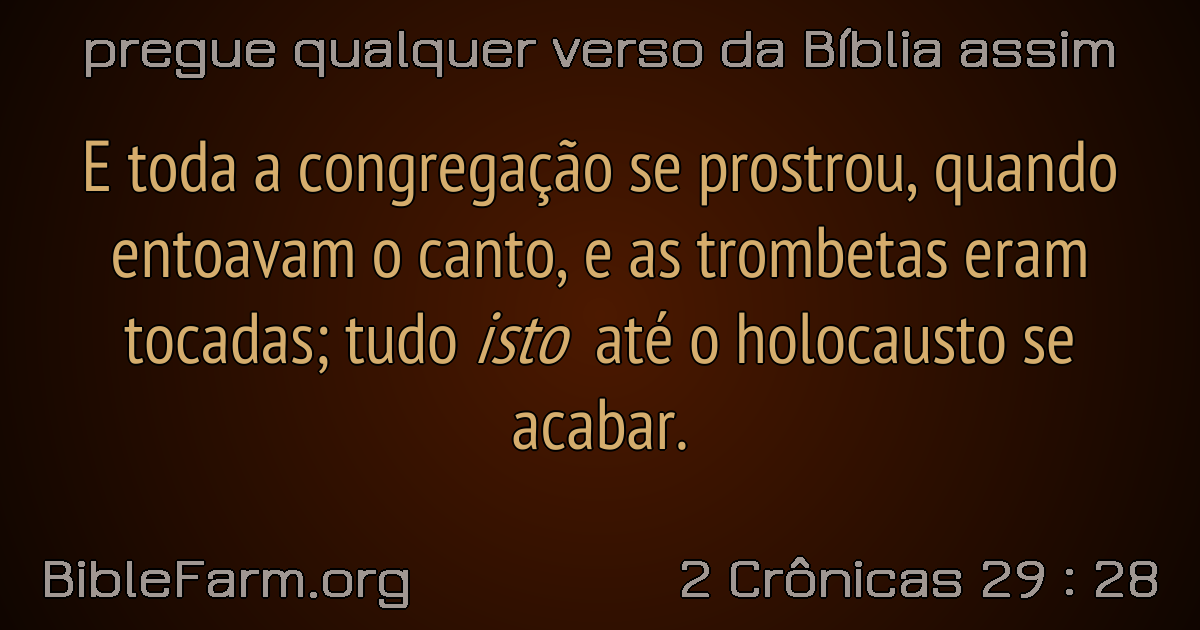 pregue qualquer verso da Bíblia assim
E toda a congregação se prostrou, quando
entoavam o canto, e as trombetas eram
tocadas; tudo isto até o holocausto se
acabar.
BibleFarm.org
2 Crônicas 29 : 28